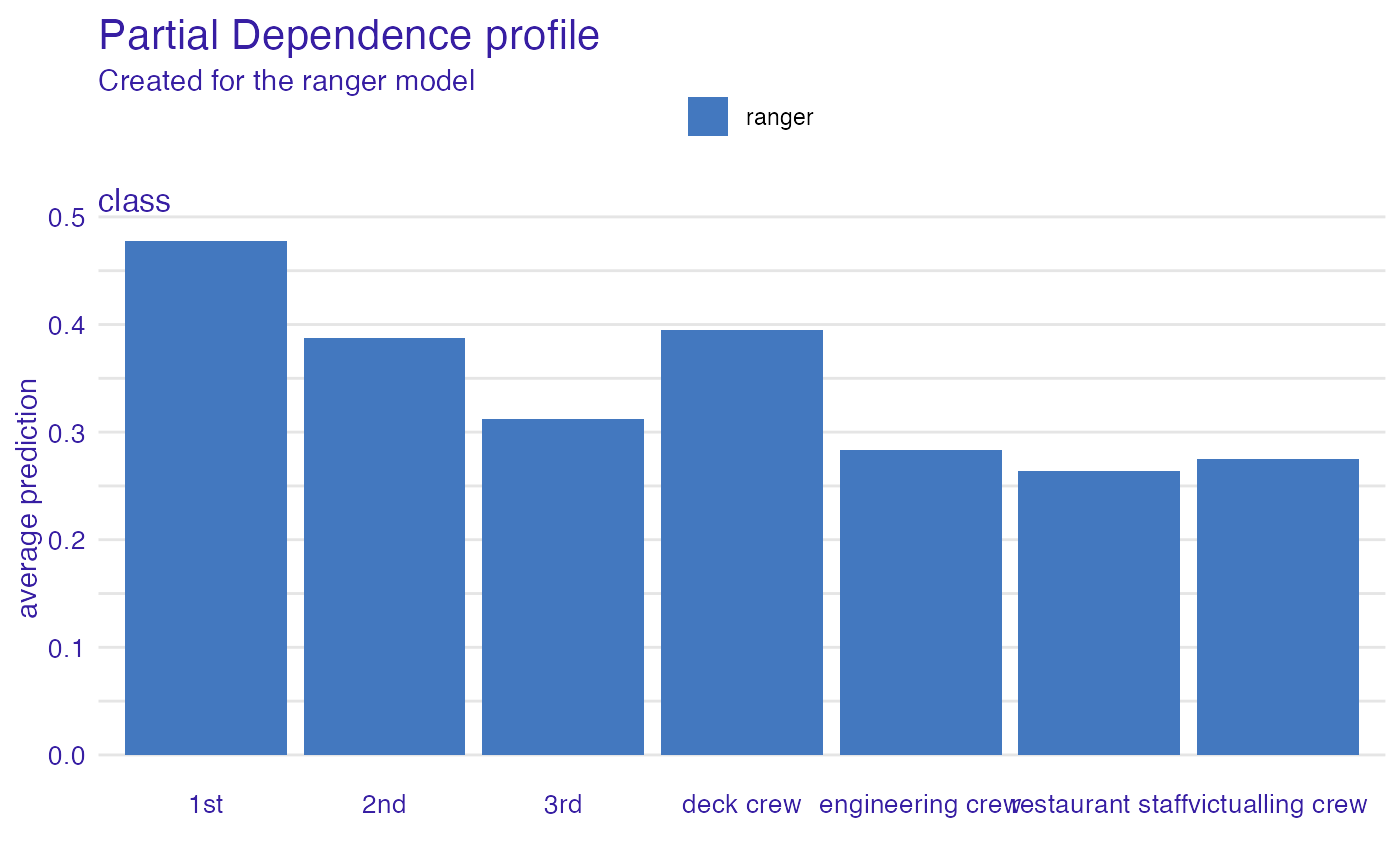 Partial Dependence profile
Created for the ranger model
ranger
class
average prediction
0.5
0.4
0.3
0.2
0.1
0.0
1st 2nd 3rd deck crew engineering crew restaurant staff victualling crew